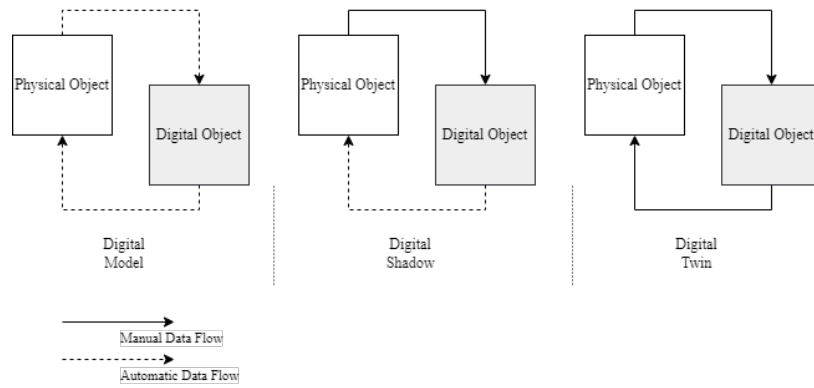 Physical Object
Digital Object
Digital
Model
Physical Object
Digital Object
Digital
Shadow
Physical Object
Digital Object
Digital
Twin
Manual Data Flow
Automatic Data Flow